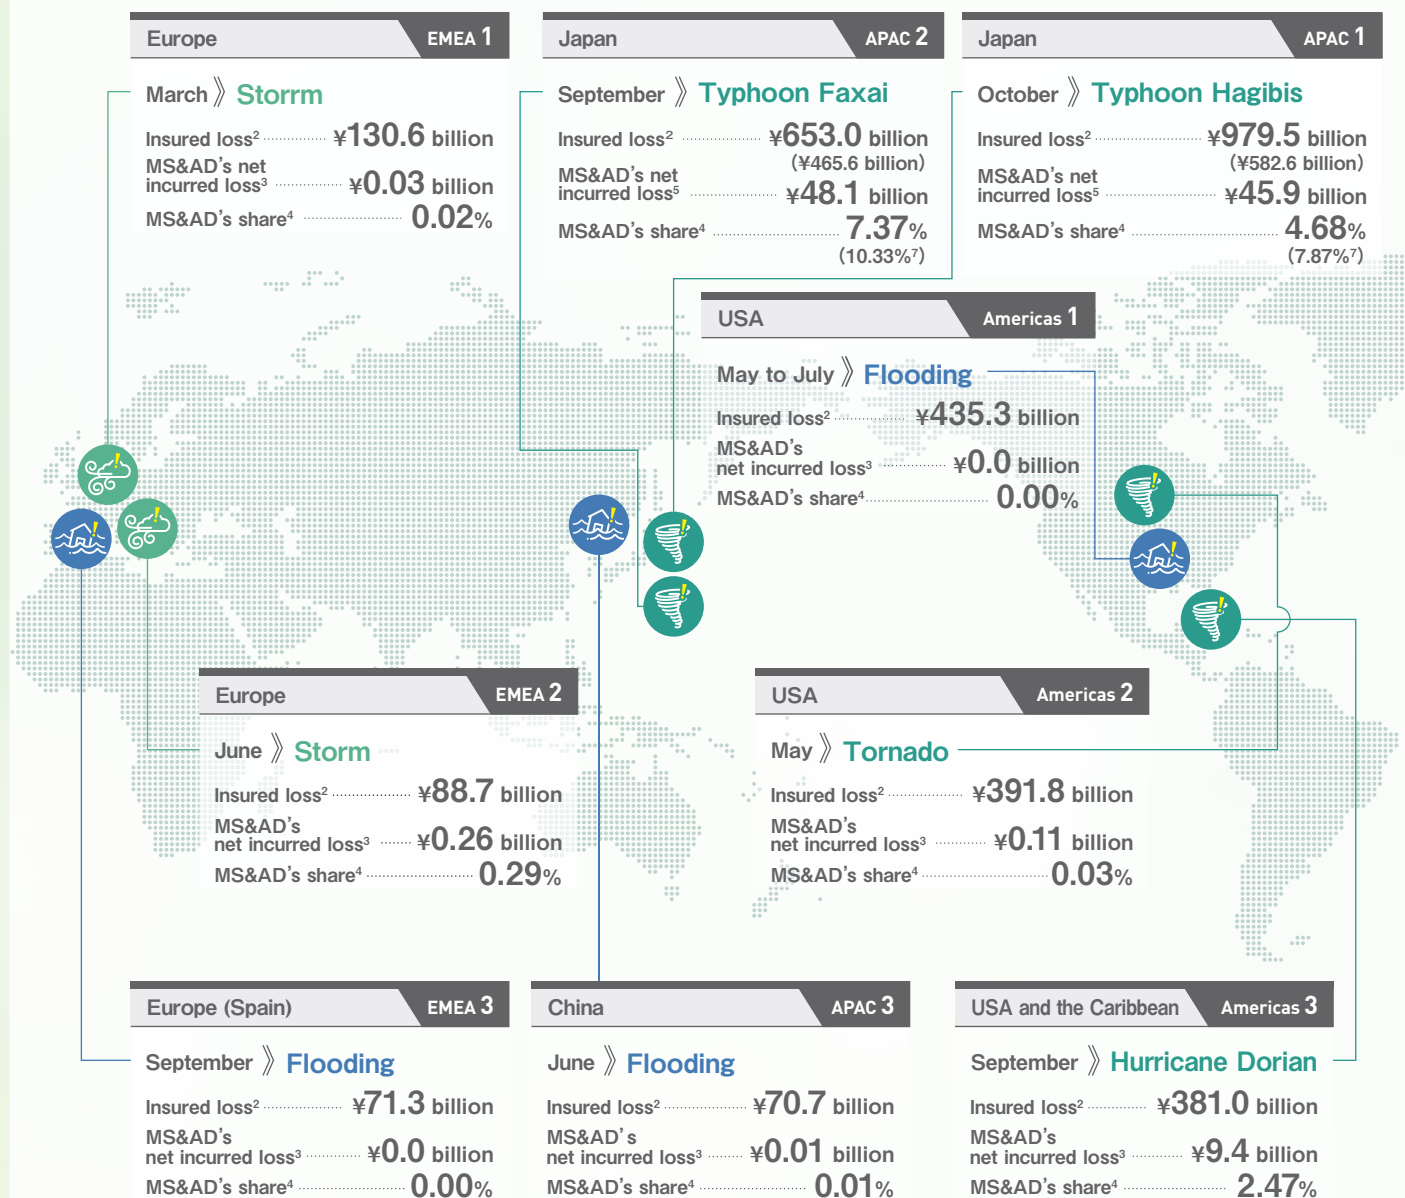 Europe EMEA 1
March 》 Storrm
Insured loss2 ¥130.6 billion
MS&AD's net
incurred loss3 ¥0.03 billion
MS&AD's share4 0.02%
Japan APAC 2
September 》 Typhoon Faxai
Insured loss2 ¥653.0 billion
(¥465.6 billion)
MS&AD's net
incurred loss5 ¥48.1 billion
MS&AD's share4 7.37%
(10.33%7)
Japan APAC 1
October 》 Typhoon Hagibis
Insured loss2 ¥979.5 billion
(¥582.6 billion)
MS&AD's net
incurred loss5 ¥45.9 billion
MS&AD's share4 4.68%
(7.87%7)
USA Americas 1
May to July 》 Flooding
Insured loss2 ¥435.3 billion
MS&AD's
net incurred loss3 ¥0.0 billion
MS&AD's share4 0.00%
Europe EMEA 2
June 》 Storm
Insured loss2 ¥88.7 billion
MS&AD's
net incurred loss3 ¥0.26 billion
MS&AD's share4 0.29%
USA Americas 2
May 》 Tornado
Insured loss2 ¥391.8 billion
MS&AD's
net incurred loss3 ¥0.11 billion
MS&AD's share4 0.03%
Europe (Spain) EMEA 3
September 》 Flooding
Insured loss2 ¥71.3 billion
MS&AD's
net incurred loss3 ¥0.0 billion
MS&AD's share4 0.00%
China APAC 3
June 》 Flooding
Insured loss2 ¥70.7 billion
MS&AD's
net incurred loss3 ¥0.01 billion
MS&AD's share4 0.01%
USA and the Caribbean Americas 3
September 》 Hurricane Dorian
Insured loss2 ¥381.0 billion
MS&AD's
net incurred loss3 ¥9.4 billion
MS&AD's share4 2.47%